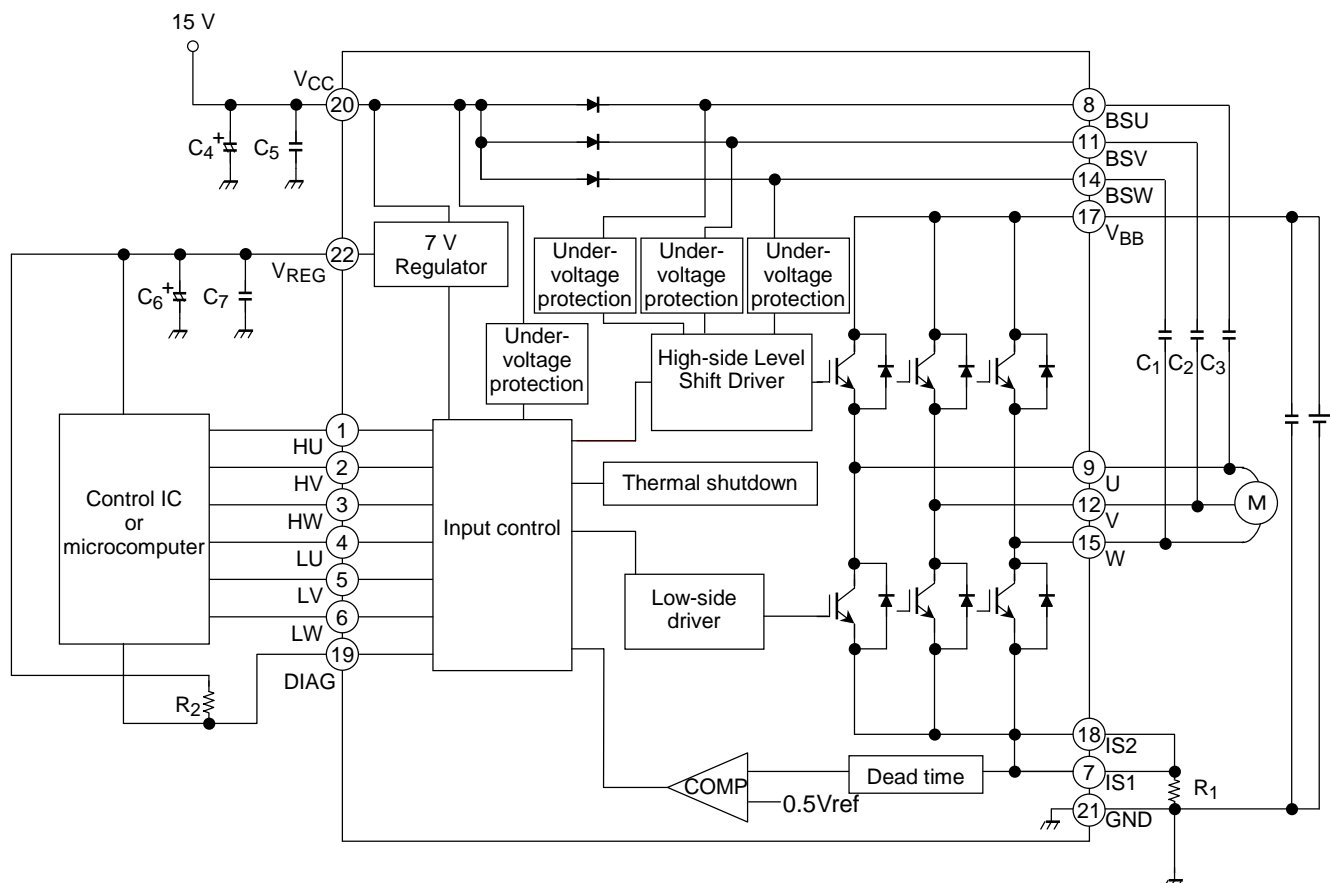 15 V
VCC
20
C4
+
C5
8
BSU
11
BSV
14
BSW
17
VBB
22
VREG
7 V
Regulator
Under-
voltage
protection
Under-
voltage
protection
Under-
voltage
protection
C6
+
C7
Under-
voltage
protection
High-side Level
Shift Driver
C1
C2
C3
Control IC
or
microcomputer
1
HU
2
HV
3
HW
4
LU
5
LV
6
LW
19
DIAG
R2
Input control
Thermal shutdown
Low-side
driver
9
U
12
V
15
W
M
18
IS2
7
IS1
21
GND
R1
COMP
Dead time
0.5Vref